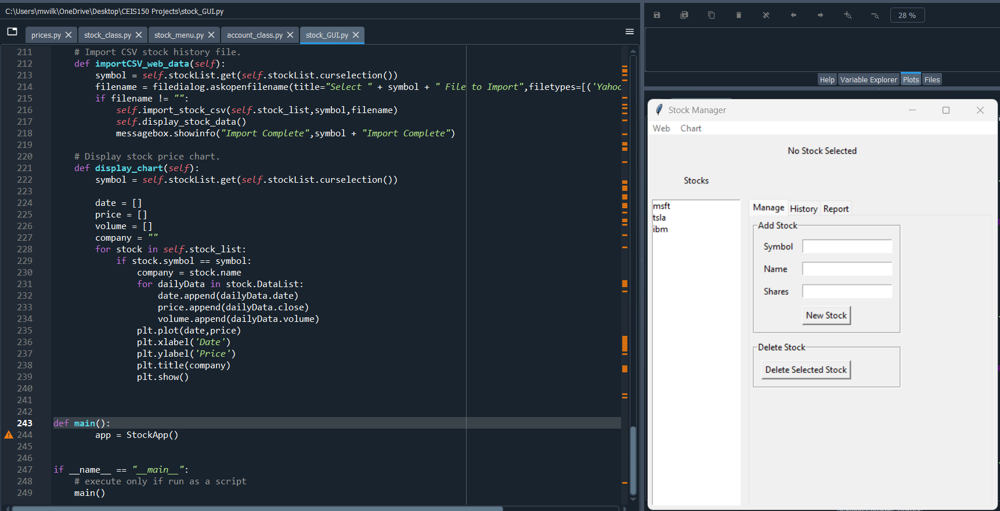 C:\Users\mwilk\OneDrive\Desktop\CEIS150 Projects\stock_GUI.py
prices.py
stock_class.py
stock_menu.py
account_class.py
stock_GUI.py
211 # Import CSV stock history file.
212 def importCSV_web_data(self):
213 symbol = self.stockList.get(self.stockList.curselection())
214 filename = filedialog.askopenfilename(title="Select " + symbol + " File to Import",filetypes=[('Yahoo
215 if filename != "":
216 self.import_stock_csv(self.stock_list,symbol,filename)
217 self.display_stock_data()
218 messagebox.showinfo("Import Complete",symbol + "Import Complete")
219
220 # Display stock price chart.
221 def display_chart(self):
222 symbol = self.stockList.get(self.stockList.curselection())
223
224 date = []
225 price = []
226 volume = []
227 company = ""
228 for stock in self.stock_list:
229 if stock.symbol == symbol:
230 company = stock.name
231 for dailyData in stock.DataList:
232 date.append(dailyData.date)
233 price.append(dailyData.close)
234 volume.append(dailyData.volume)
235 plt.plot(date,price)
236 plt.xlabel('Date')
237 plt.ylabel('Price')
238 plt.title(company)
239 plt.show()
240
241
242
243 def main():
244 app = StockApp()
245
246
247 if __name__ == "__main__":
248 # execute only if run as a script
249 main()
28 %
Help
Variable Explorer
Plots
Files
Stock Manager
Web
Chart
No Stock Selected
Stocks
msft
tsla
ibm
Manage
History
Report
Add Stock
Symbol
Name
Shares
New Stock
Delete Stock
Delete Selected Stock